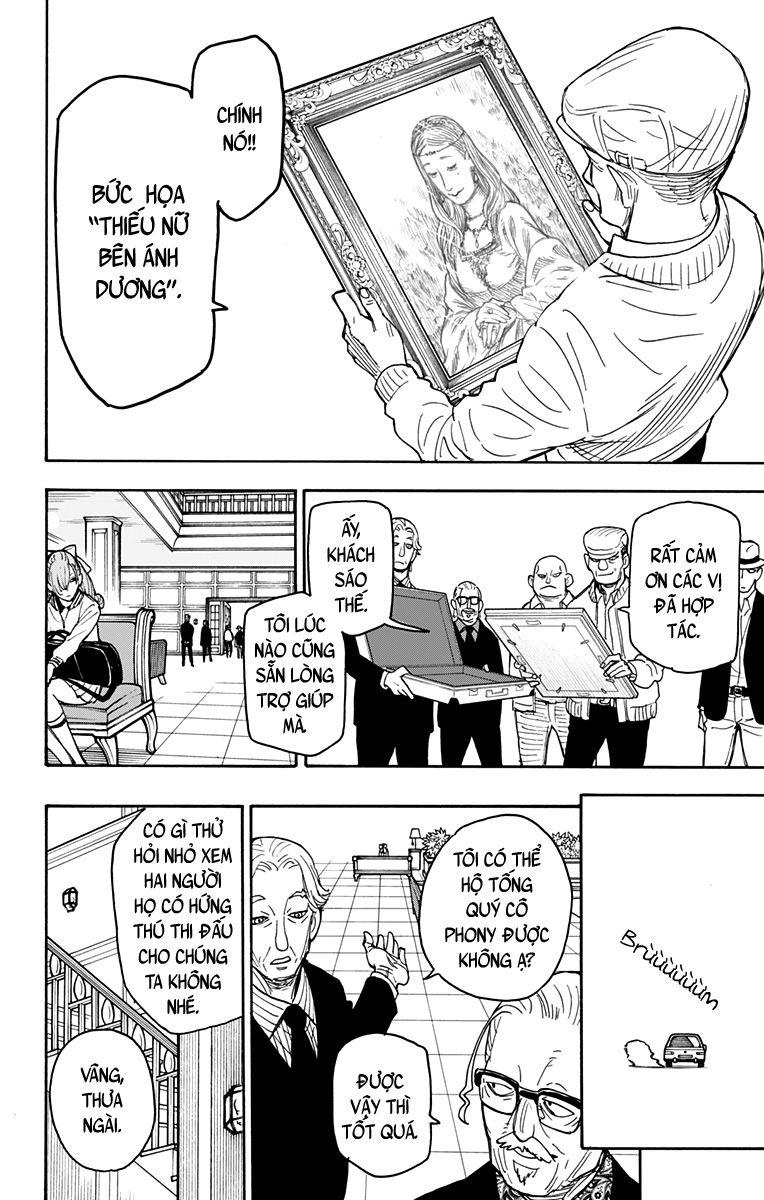 CHÍNH
NÓ!!
BỨC HỌA
"THIẾU NỮ
BÊN ÁNH
DƯƠNG".
RẤT CẢM
ƠN CÁC VỊ
ĐÃ HỢP
TÁC.
ẤY,
KHÁCH
SÁO
THẾ.
TÔI LÚC
NÀO CŨNG
SẴN LÒNG
TRỢ GIÚP
MÀ.
Brùùùùùùm
TÔI CÓ THỂ
HỘ TỐNG
QUÝ CÔ
PHONY ĐƯỢC
KHÔNG Ạ?
ĐƯỢC
VẬY THÌ
TỐT QUÁ.
CÓ GÌ THỬ
HỎI NHỎ XEM
HAI NGƯỜI
HỌ CÓ HỨNG
THÚ THI ĐẤU
CHO CHÚNG
TA KHÔNG
NHÉ.
VÂNG,
THƯA
NGÀI.